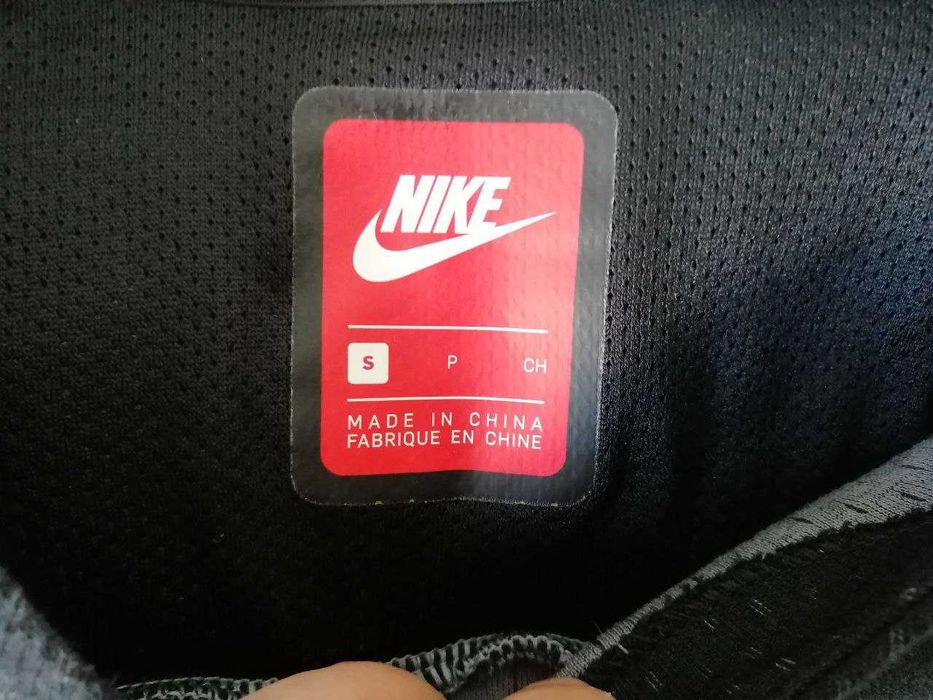 NIKE
S P CH
MADE IN CHINA
FABRIQUE EN CHINE